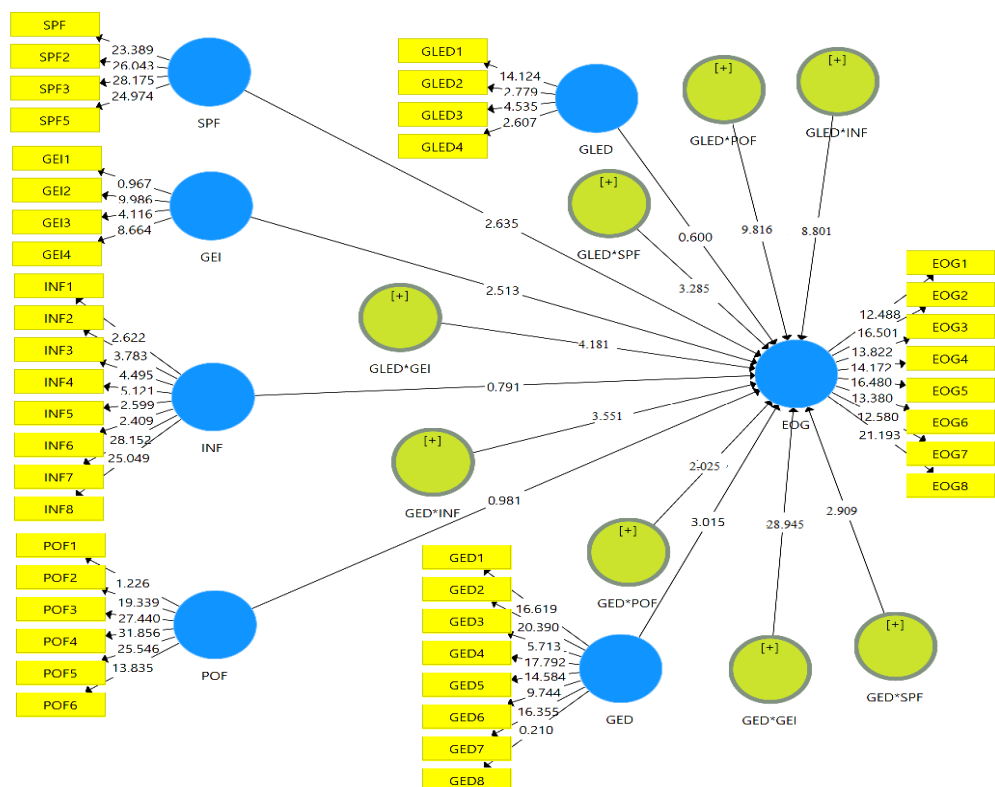 SPF
SPF2
SPF3
SPF5
23.389
26.043
28.175
24.974
SPF
GEI1
GEI2
GEI3
GEI4
0.967
9.986
4.116
8.664
GEI
INF1
INF2
INF3
INF4
INF5
INF6
INF7
INF8
2.622
3.783
4.495
5.121
2.599
2.409
28.152
25.049
INF
POF1
POF2
POF3
POF4
POF5
POF6
1.226
19.339
27.440
31.856
25.546
13.835
POF
GLED1
GLED2
GLED3
GLED4
14.124
2.779
4.535
2.607
GLED
[+]
GLED*POF
[+]
GLED*INF
[+]
GLED*SPF
[+]
GLED*GEI
[+]
GED*INF
2.635
2.513
0.791
0.981
0.600
9.816
8.801
3.285
4.181
3.551
2.025
3.015
28.945
2.909
EOG
12.488
16.501
13.822
14.172
16.480
13.380
12.580
21.193
EOG1
EOG2
EOG3
EOG4
EOG5
EOG6
EOG7
EOG8
[+]
GED*POF
[+]
GED*GEI
[+]
GED*SPF
GED1
GED2
GED3
GED4
GED5
GED6
GED7
GED8
16.619
20.390
5.713
17.792
14.584
9.744
16.355
0.210
GED